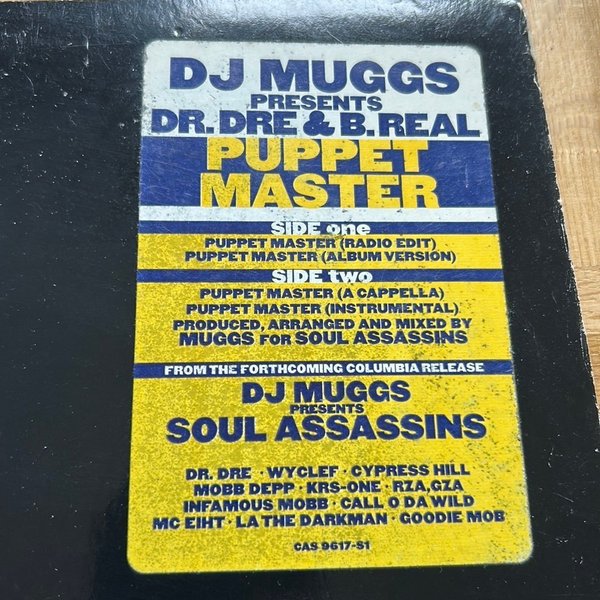 DJ MUGGS
PRESENTS
DR. DRE & B. REAL
PUPPET
MASTER
SIDE one
PUPPET MASTER (RADIO EDIT)
PUPPET MASTER (ALBUM VERSION)
SIDE two
PUPPET MASTER (A CAPPELLA)
PUPPET MASTER (INSTRUMENTAL)
PRODUCED, ARRANGED AND MIXED BY
MUGGS FOR SOUL ASSASSINS
FROM THE FORTHCOMING COLUMBIA RELEASE
DJ MUGGS
PRESENTS
SOUL ASSASSINS
DR. DRE · WYCLEF · CYPRESS HILL
MOBB DEPP · KRS-ONE · RZA,GZA
INFAMOUS MOBB · CALL O DA WILD
MC EIHT · LA THE DARKMAN · GOODIE MOB
CAS 9617-S1